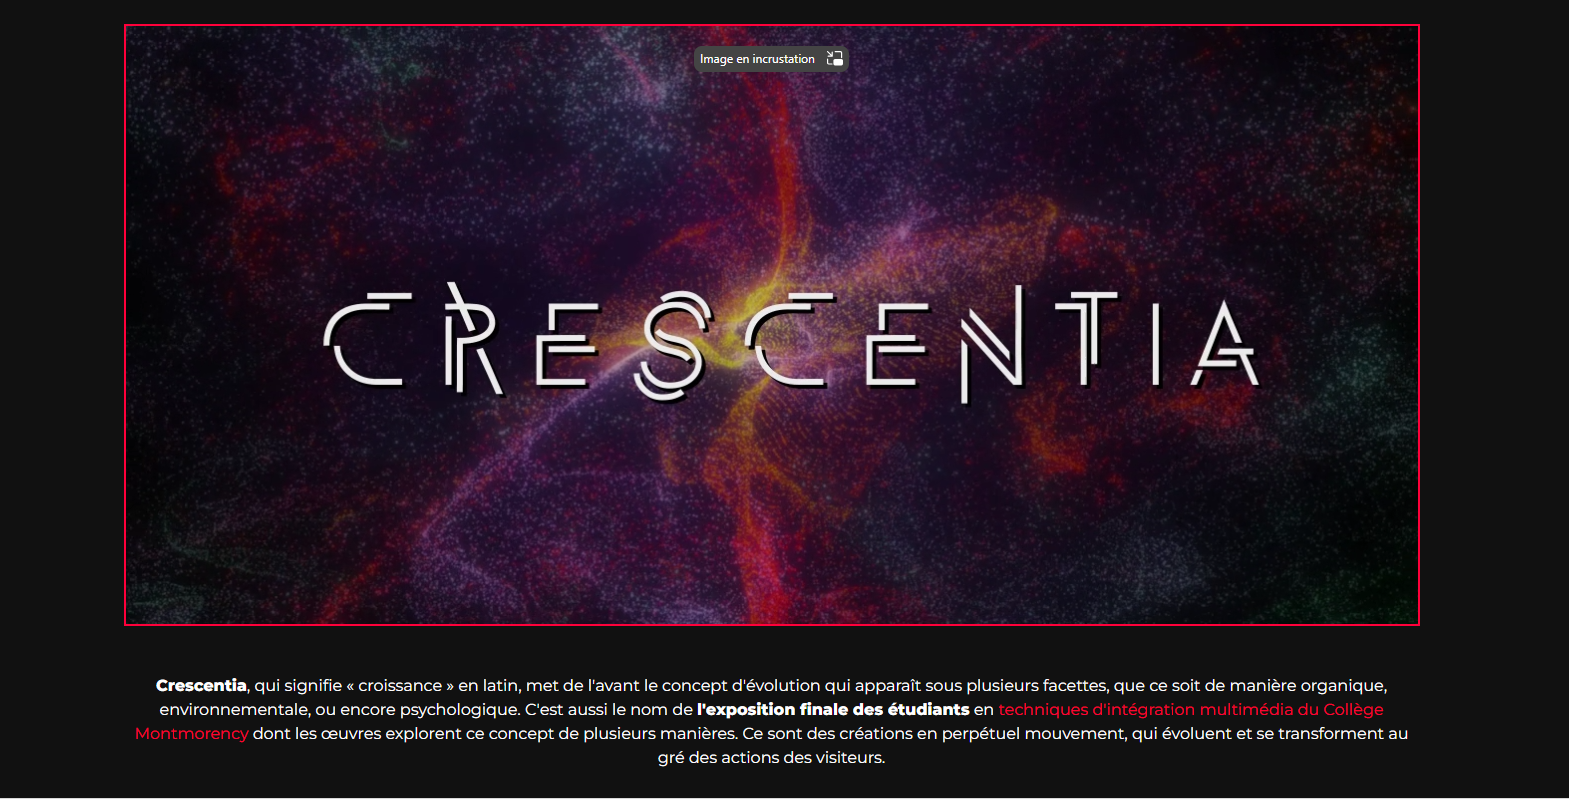 Image en incrustation
CRESCENTIA
Crescentia, qui signifie « croissance » en latin, met de l'avant le concept d'évolution qui apparaît sous plusieurs facettes, que ce soit de manière organique,
environnementale, ou encore psychologique. C'est aussi le nom de l'exposition finale des étudiants en techniques d'intégration multimédia du Collège
Montmorency dont les œuvres explorent ce concept de plusieurs manières. Ce sont des créations en perpétuel mouvement, qui évoluent et se transforment au
gré des actions des visiteurs.